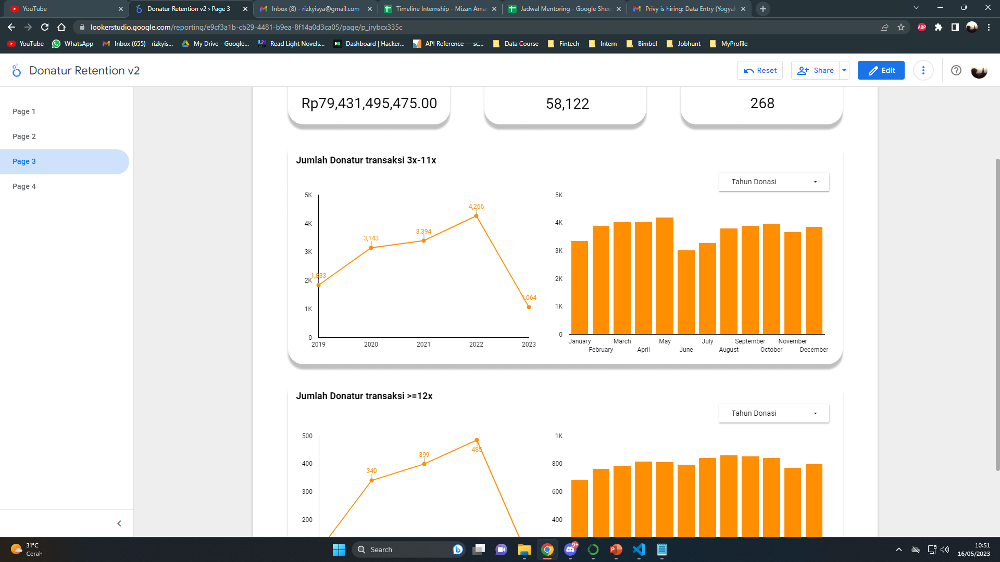 YouTube
Donatur Retention v2 › Page 3
Inbox (8) - rizkyisya@gmail.com
Timeline Internship - Mizan Ama
Jadwal Mentoring - Google Shee
Privy is hiring: Data Entry (Yogya
lookerstudio.google.com/reporting/e9cf3a1b-cb29-4481-b9ea-8f14a0d3ca05/page/p_jrybcx335c
ABP
YouTube
WhatsApp
Inbox (655) - rizkyis...
My Drive - Google...
Read Light Novels...
Dashboard | Hacker...
API Reference — sc...
Data Course
Fintech
Intern
Bimbel
Jobhunt
MyProfile
Donatur Retention v2
Reset
Share
Edit
Page 1
Page 2
Page 3
Page 4
Rp79,431,495,475.00
58,122
268
Jumlah Donatur transaksi 3x-11x
Tahun Donasi
5K
4K
3K
2K
1K
0
1,833
3,143
3,394
4,266
1,064
2019
2020
2021
2022
2023
5K
4K
3K
2K
1K
0
January
February
March
April
May
June
July
August
September
October
November
December
Jumlah Donatur transaksi >=12x
Tahun Donasi
500
400
300
200
340
399
485
1K
800
600
400
31°C
Cerah
Search
9+
10:51
16/05/2023